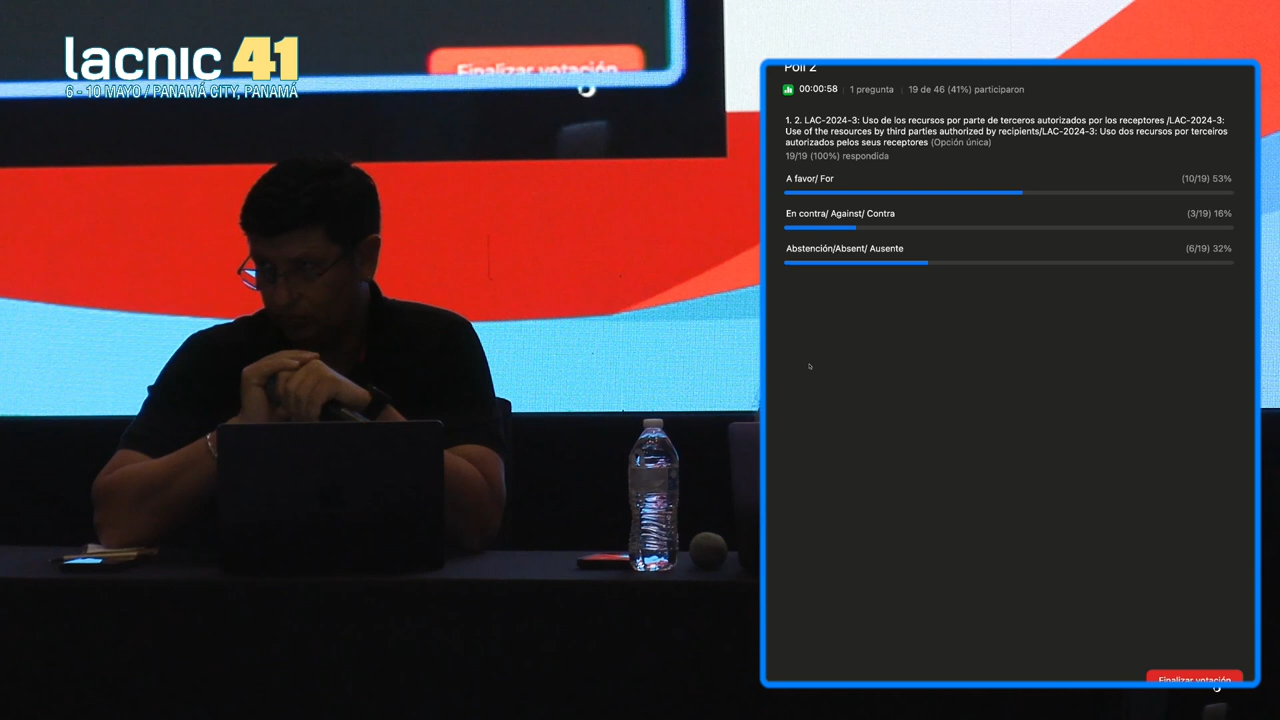 lacnic 41
6 - 10 MAYO / PANAMÁ CITY, PANAMÁ
Finalizar votación
Poll 2
00:00:58 | 1 pregunta | 19 de 46 (41%) participaron
1. 2. LAC-2024-3: Uso de los recursos por parte de terceros autorizados por los receptores /LAC-2024-3:
Use of the resources by third parties authorized by recipients/LAC-2024-3: Uso dos recursos por terceiros
autorizados pelos seus receptores (Opción única)
19/19 (100%) respondida
A favor/ For (10/19) 53%
En contra/ Against/ Contra (3/19) 16%
Abstención/Absent/ Ausente (6/19) 32%
Finalizar votación